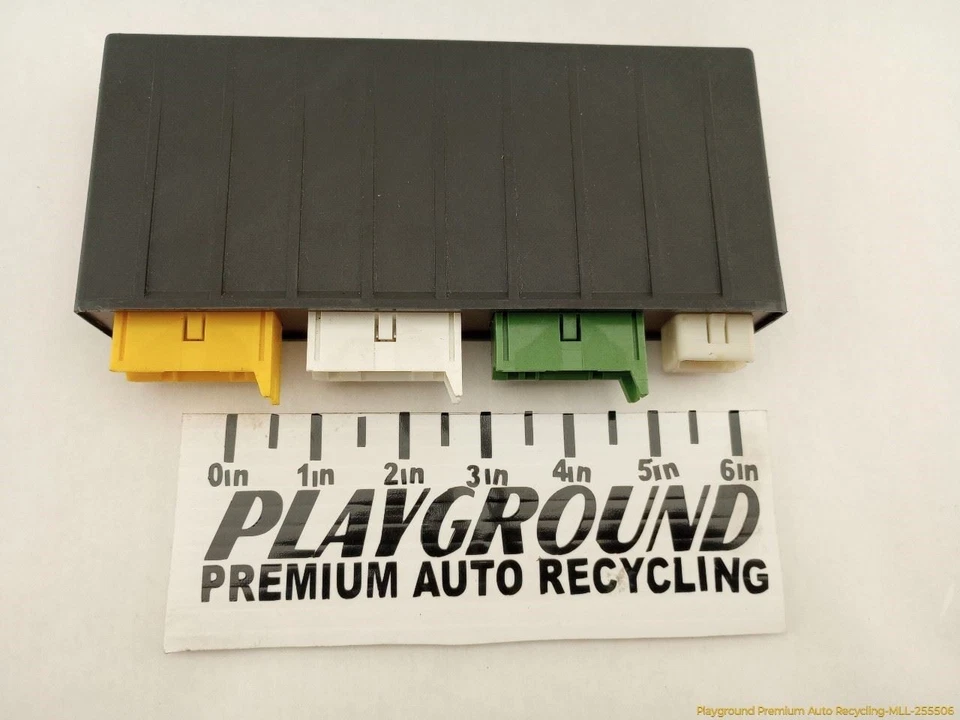 0in 1in 2in 3in 4in 5in 6in
PLAYGROUND
PREMIUM AUTO RECYCLING
Playground Premium Auto Recycling-MLL-255506